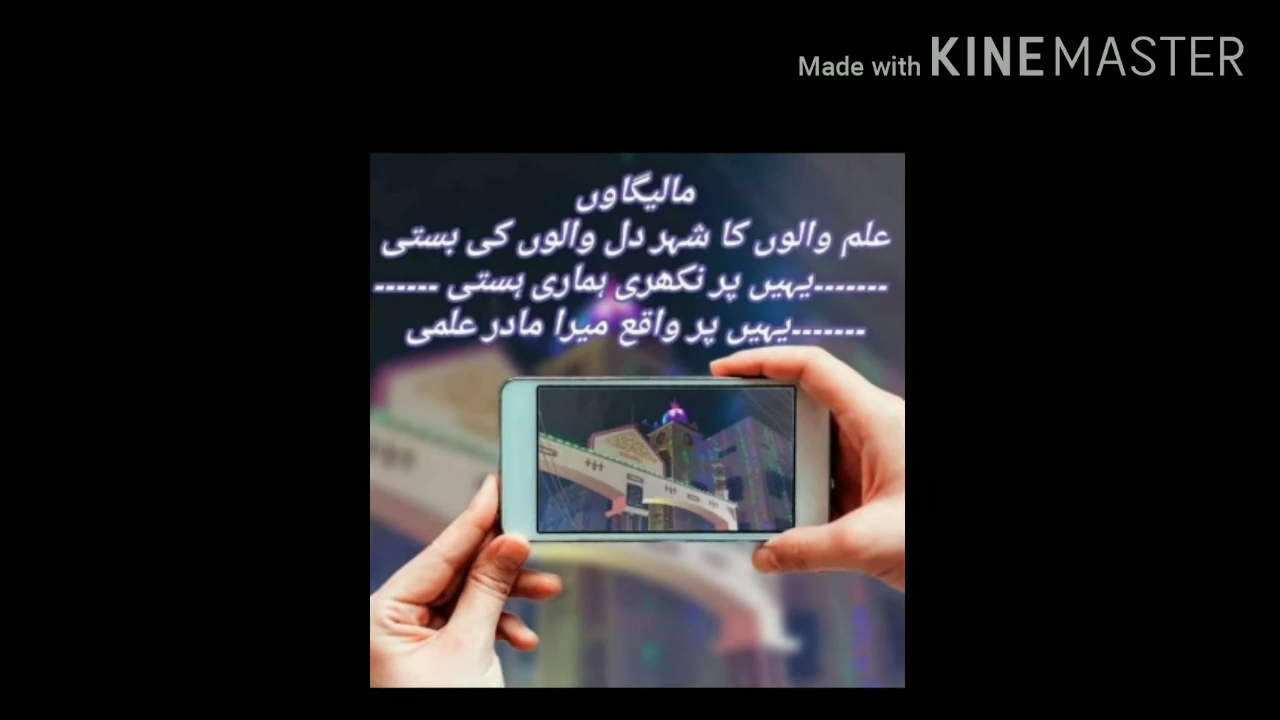 Made with KINEMASTER
مالیگاوں
علم والوں کا شہر دل والوں کی بستی
.......یہیں پر نکھری ہماری ہستی ......
.......یہیں پر واقع میرا مادر علمی